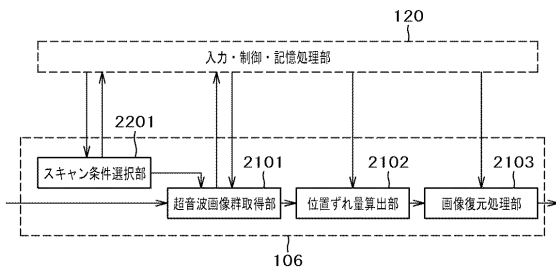 120
入力・制御・記憶処理部
2201
スキャン条件選択部
2101
2102
2103
超音波画像群取得部
位置ずれ量算出部
画像復元処理部
106